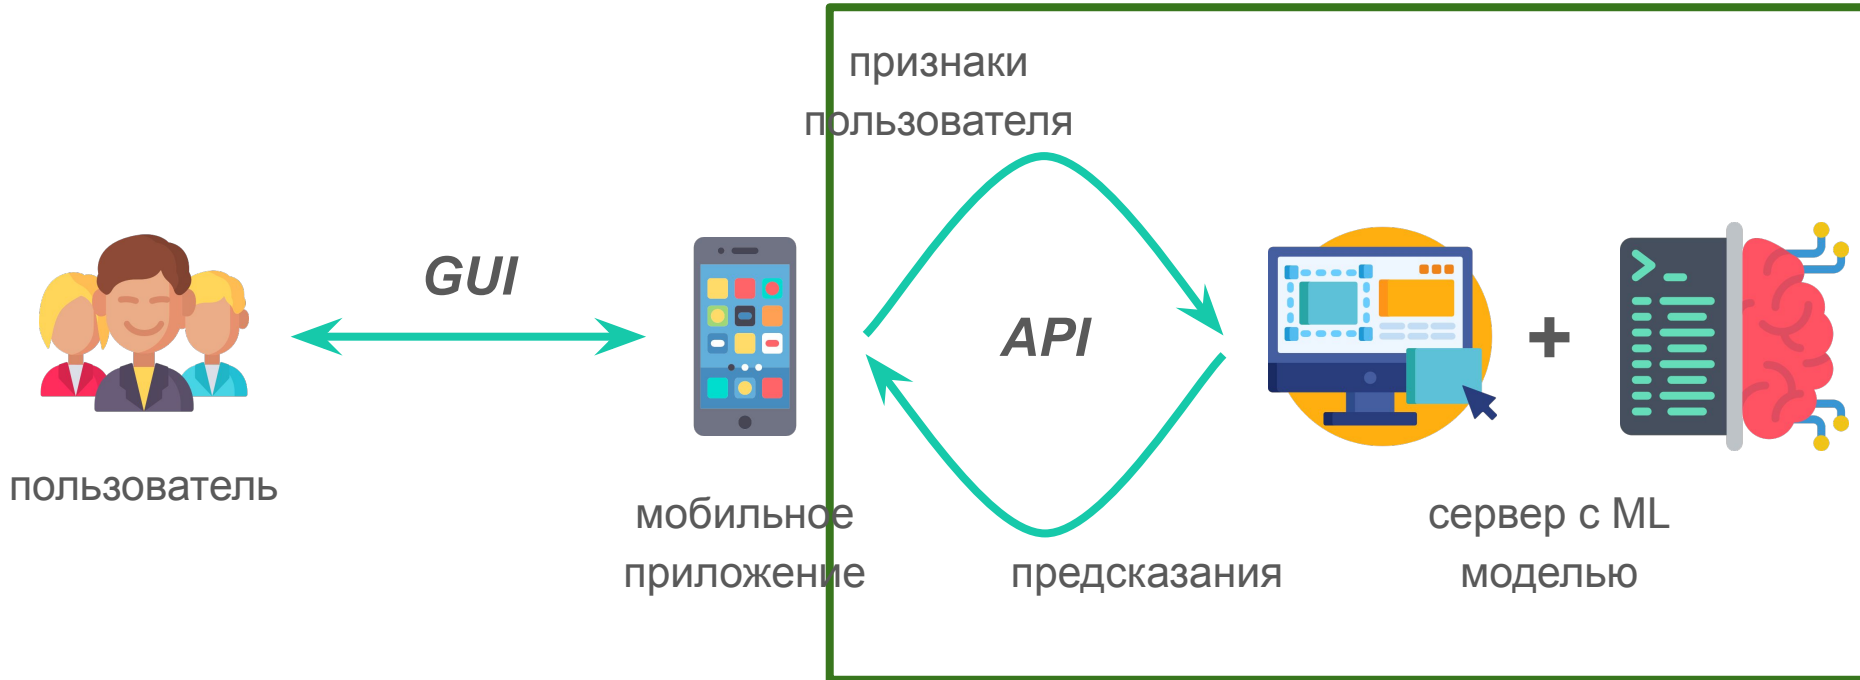 признаки
пользователя
GUI
API
+
пользователь
мобильное
приложение
предсказания
сервер с ML
моделью